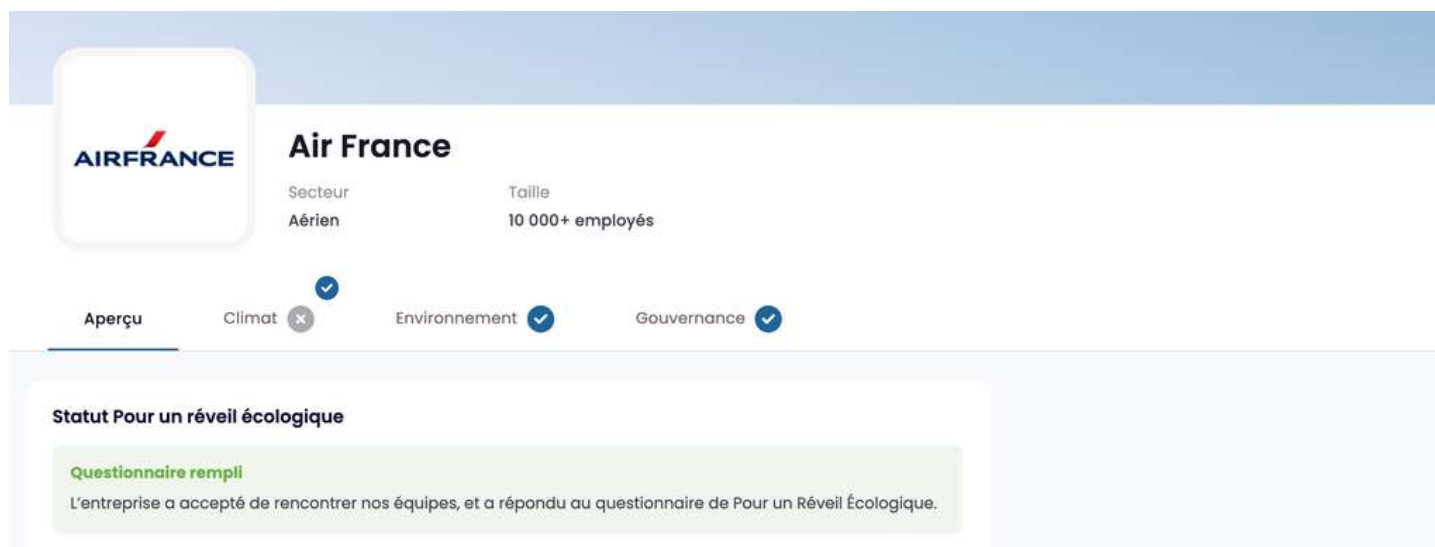 AIRFRANCE
Air France
Secteur
Taille
Aérien
10 000+ employés
Aperçu
Climat
Environnement
Gouvernance
Statut Pour un réveil écologique
Questionnaire rempli
L'entreprise a accepté de rencontrer nos équipes, et a répondu au questionnaire de Pour un Réveil Écologique.